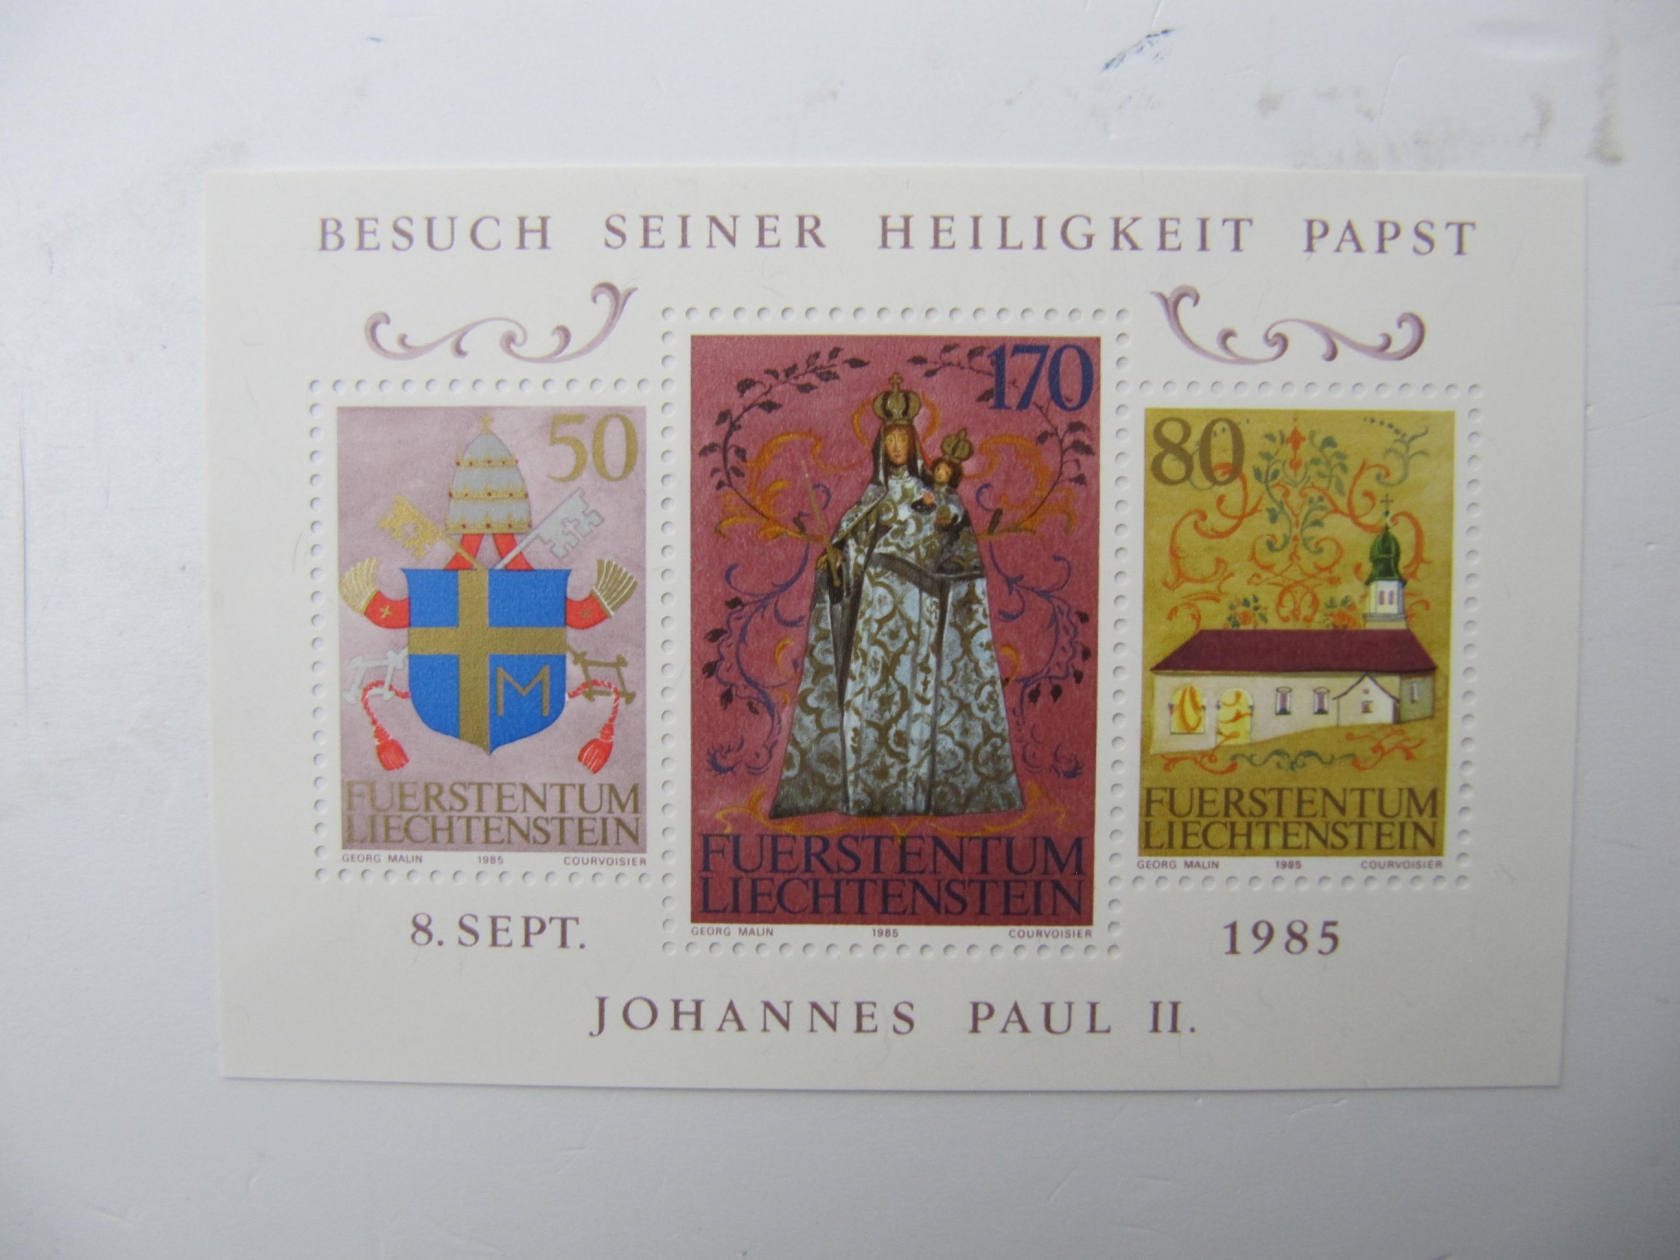 BESUCH SEINER HEILIGKEIT PAPST
50
FUERSTENTUM
LIECHTENSTEIN
GEORG MALIN 1985 COURVOISIER
170
FUERSTENTUM
LIECHTENSTEIN
GEORG MALIN 1985 COURVOISIER
80
FUERSTENTUM
LIECHTENSTEIN
GEORG MALIN 1985 COURVOISIER
8. SEPT. 1985
JOHANNES PAUL II.
M